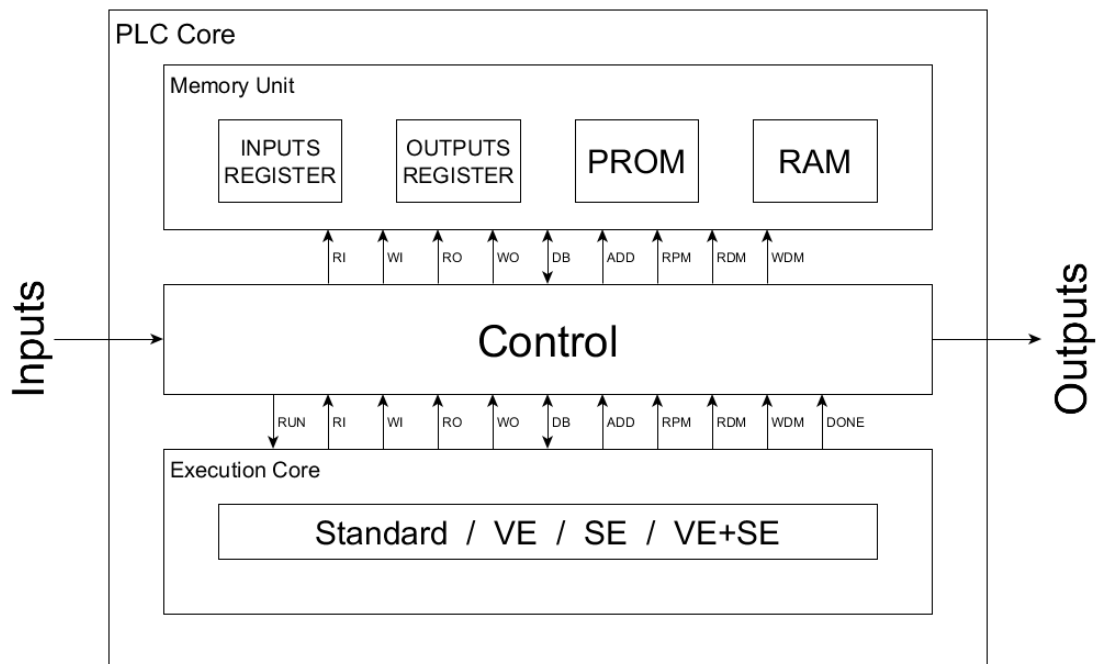 PLC Core
Memory Unit
INPUTS
REGISTER
OUTPUTS
REGISTER
PROM
RAM
RI WI RO WO DB ADD RPM RDM WDM
Inputs
Control
Outputs
RUN RI WI RO WO DB ADD RPM RDM WDM DONE
Execution Core
Standard / VE / SE / VE+SE